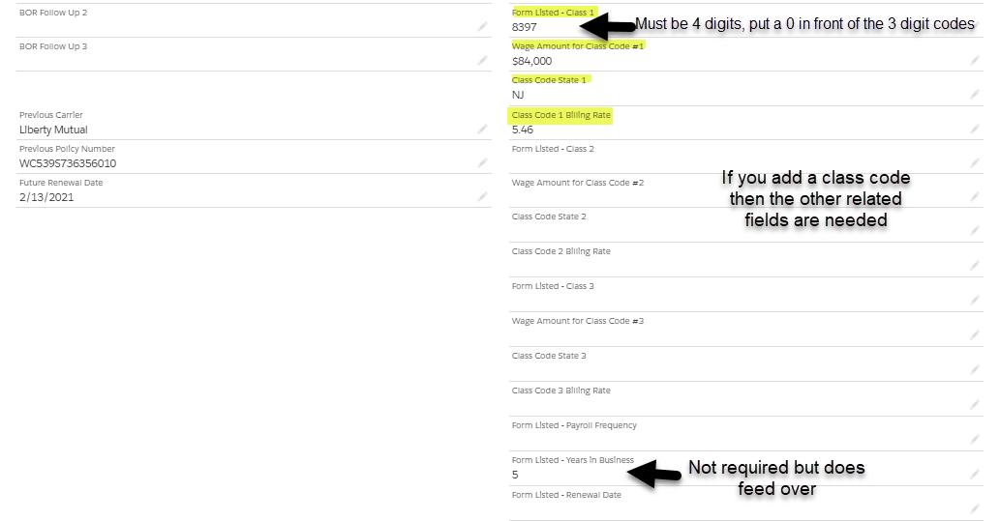 BOR Follow Up 2
BOR Follow Up 3
Previous Carrier
Liberty Mutual
Previous Policy Number
WC539S736356010
Future Renewal Date
2/13/2021
Form Listed - Class 1
8397
Must be 4 digits, put a 0 in front of the 3 digit codes
Wage Amount for Class Code #1
$84,000
Class Code State 1
NJ
Class Code 1 Billing Rate
5.46
Form Listed - Class 2
Wage Amount for Class Code #2
If you add a class code
then the other related
fields are needed
Class Code State 2
Class Code 2 Billing Rate
Form Listed - Class 3
Wage Amount for Class Code #3
Class Code State 3
Class Code 3 Billing Rate
Form Listed - Payroll Frequency
Form Listed - Years in Business
5
Not required but does
feed over
Form Listed - Renewal Date